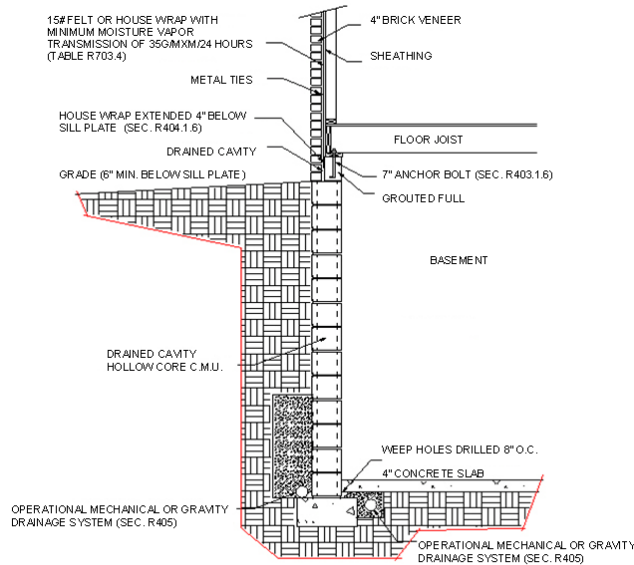 15# FELT OR HOUSE WRAP WITH
MINIMUM MOISTURE VAPOR
TRANSMISSION OF 35G/MXM/24 HOURS
(TABLE R703.4)
4" BRICK VENEER
SHEATHING
METAL TIES
HOUSE WRAP EXTENDED 4" BELOW
SILL PLATE (SEC. R404.1.6)
FLOOR JOIST
DRAINED CAVITY
GRADE (6" MIN. BELOW SILL PLATE)
7" ANCHOR BOLT (SEC. R403.1.6)
GROUTED FULL
BASEMENT
DRAINED CAVITY
HOLLOW CORE C.M.U.
WEEP HOLES DRILLED 8" O.C.
4" CONCRETE SLAB
OPERATIONAL MECHANICAL OR GRAVITY
DRAINAGE SYSTEM (SEC. R405)
OPERATIONAL MECHANICAL OR GRAVITY
DRAINAGE SYSTEM (SEC. R405)